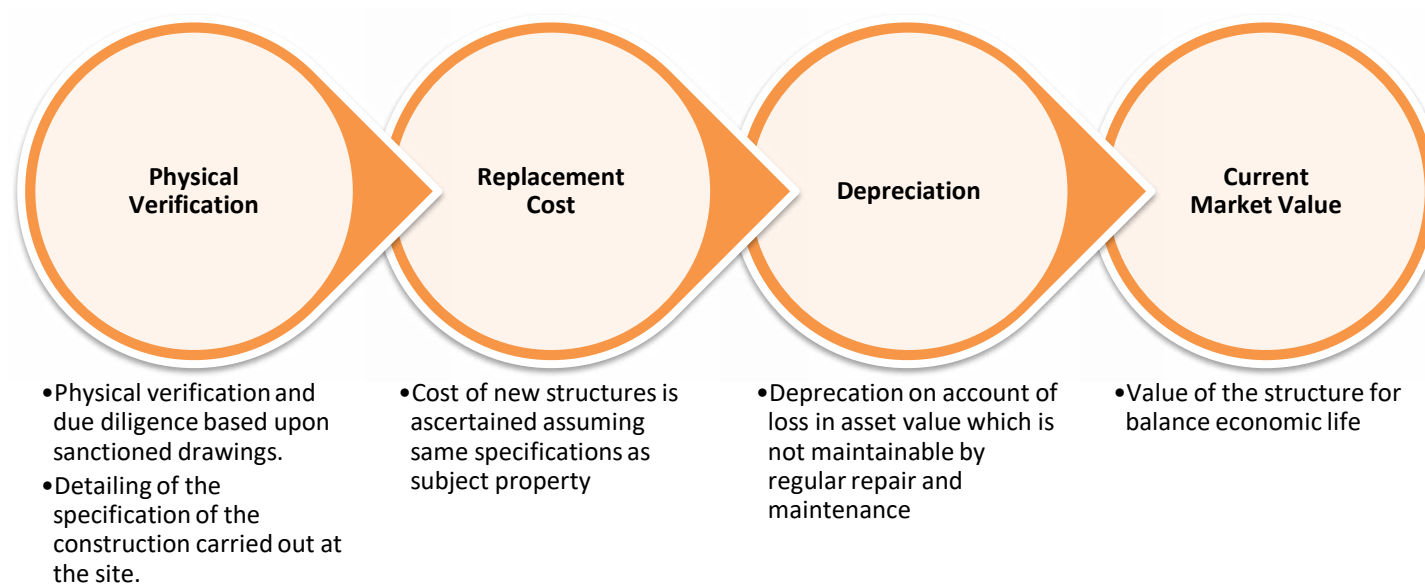 Physical
Verification
Replacement
Cost
Depreciation
Current
Market Value
•Physical verification and
due diligence based upon
sanctioned drawings.
•Detailing of the
specification of the
construction carried out at
the site.
•Cost of new structures is
ascertained assuming
same specifications as
subject property
•Deprecation on account of
loss in asset value which is
not maintainable by
regular repair and
maintenance
•Value of the structure for
balance economic life